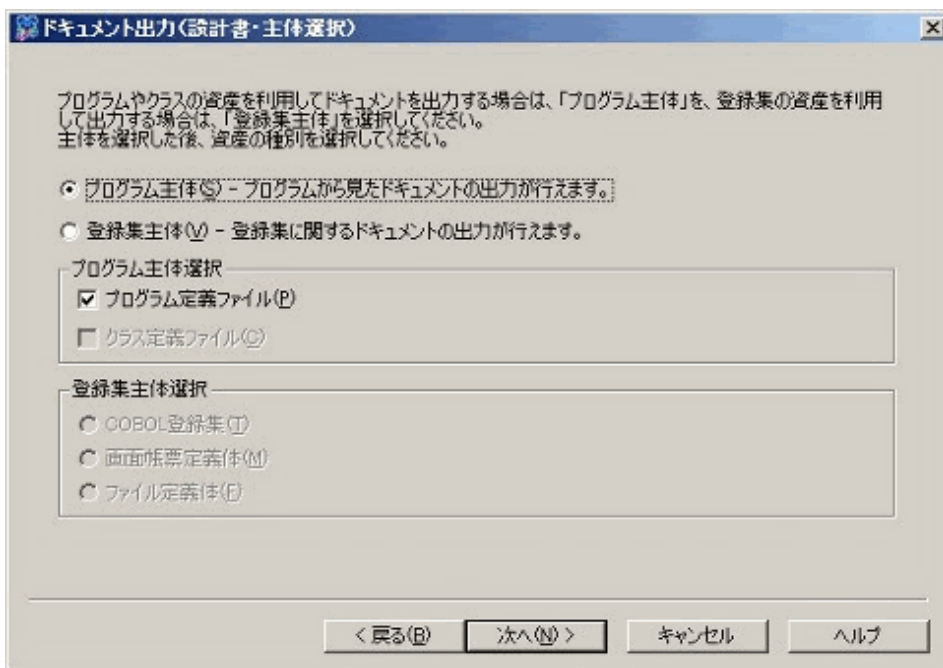 ドキュメント出力(設計書・主体選択)
プログラムやクラスの資産を利用してドキュメントを出力する場合は、「プログラム主体」を、登録集の資産を利用
して出力する場合は、「登録集主体」を選択してください。
主体を選択した後、資産の種別を選択してください。
プログラム主体(S) - プログラムから見たドキュメントの出力が行えます。
登録集主体(V) - 登録集に関するドキュメントの出力が行えます。
プログラム主体選択
プログラム定義ファイル(P)
クラス定義ファイル(C)
登録集主体選択
COBOL登録集(T)
画面帳票定義体(M)
ファイル定義体(F)
< 戻る(B)
次へ(N) >
キャンセル
ヘルプ